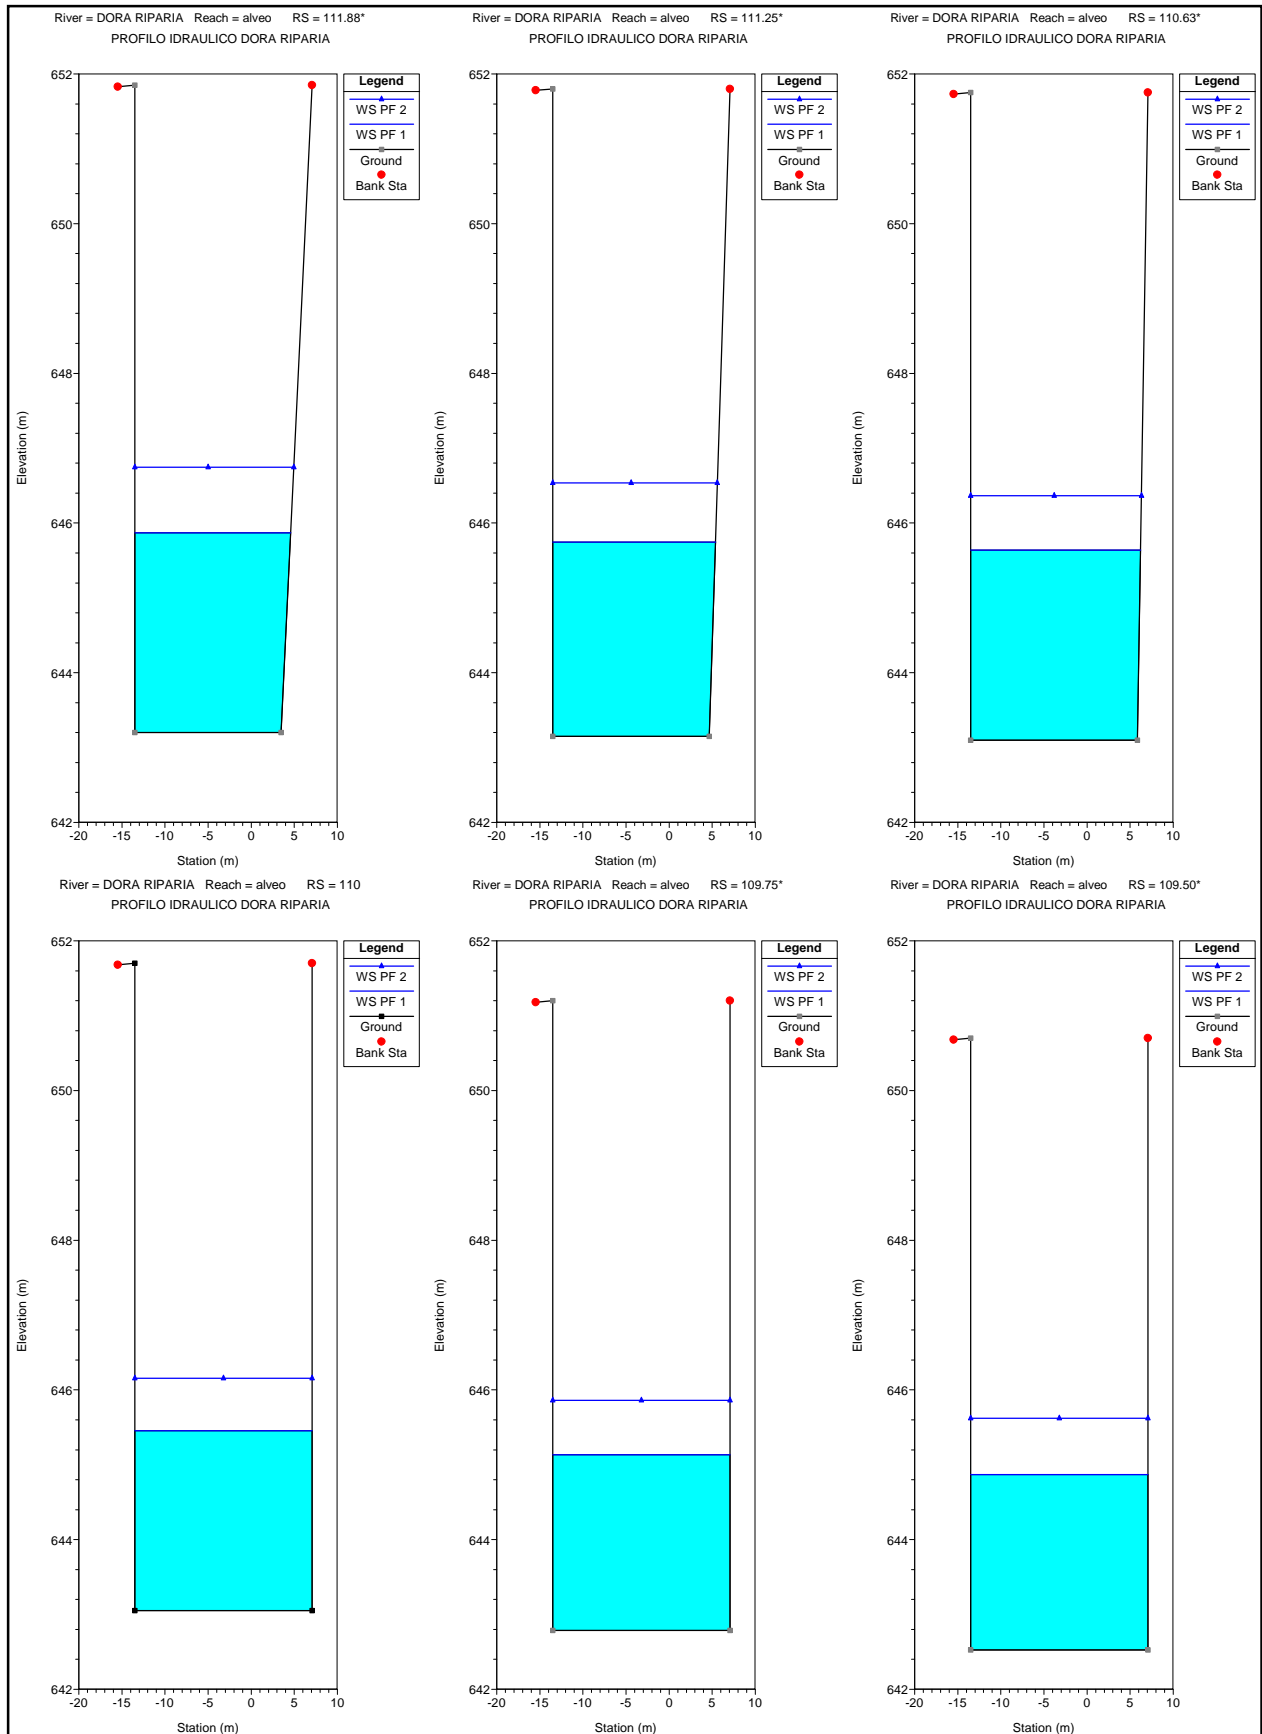 River = DORA RIPARIA   Reach = alveo      RS = 111.88*
PROFILO IDRAULICO DORA RIPARIA
652
650
648
646
644
642
-20
-15
-10
-5
0
5
10
Station (m)
Elevation (m)
Legend
WS PF 2
WS PF 1
Ground
Bank Sta
River = DORA RIPARIA   Reach = alveo      RS = 111.25*
PROFILO IDRAULICO DORA RIPARIA
652
650
648
646
644
642
-20
-15
-10
-5
0
5
10
Station (m)
Elevation (m)
Legend
WS PF 2
WS PF 1
Ground
Bank Sta
River = DORA RIPARIA   Reach = alveo      RS = 110.63*
PROFILO IDRAULICO DORA RIPARIA
652
650
648
646
644
642
-20
-15
-10
-5
0
5
10
Station (m)
Elevation (m)
Legend
WS PF 2
WS PF 1
Ground
Bank Sta
River = DORA RIPARIA   Reach = alveo      RS = 110
PROFILO IDRAULICO DORA RIPARIA
652
650
648
646
644
642
-20
-15
-10
-5
0
5
10
Station (m)
Elevation (m)
Legend
WS PF 2
WS PF 1
Ground
Bank Sta
River = DORA RIPARIA   Reach = alveo      RS = 109.75*
PROFILO IDRAULICO DORA RIPARIA
652
650
648
646
644
642
-20
-15
-10
-5
0
5
10
Station (m)
Elevation (m)
Legend
WS PF 2
WS PF 1
Ground
Bank Sta
River = DORA RIPARIA   Reach = alveo      RS = 109.50*
PROFILO IDRAULICO DORA RIPARIA
652
650
648
646
644
642
-20
-15
-10
-5
0
5
10
Station (m)
Elevation (m)
Legend
WS PF 2
WS PF 1
Ground
Bank Sta